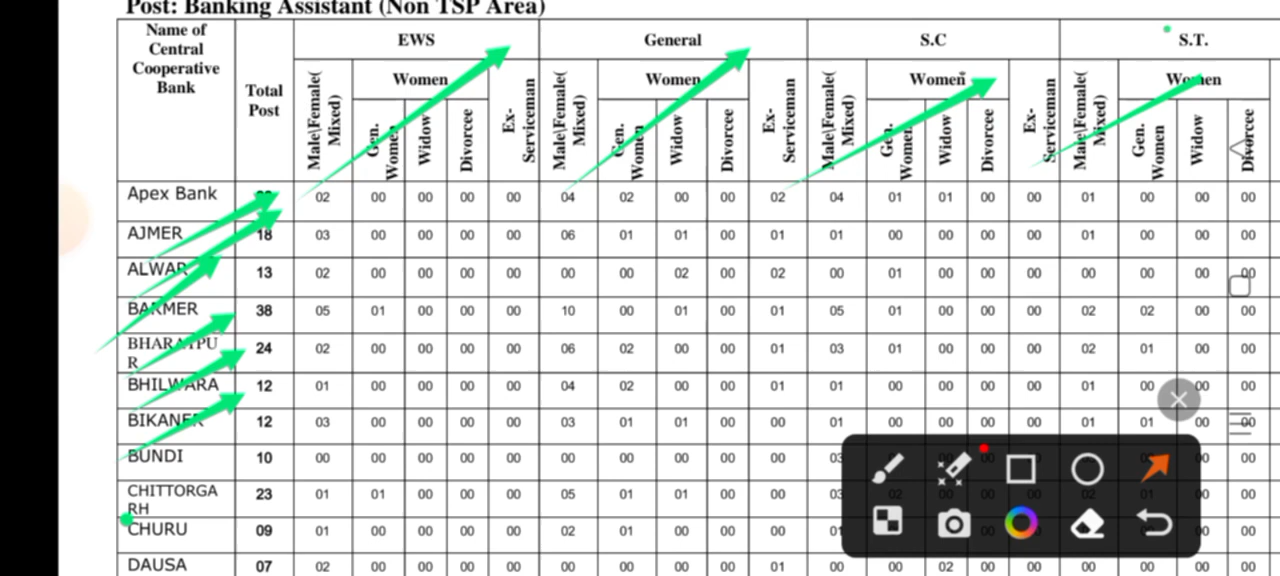 Post: Banking Assistant (Non TSP Area)
Name of Central Cooperative Bank Total Post EWS General S.C S.T.
Male\Female( Mixed) Women Ex-Serviceman Male\Female( Mixed) Women Ex-Serviceman Male\Female( Mixed) Women Ex-Serviceman Male\Female( Mixed) Women
Gen. Women Widow Divorcee Gen. Women Widow Divorcee Gen. Women Widow Divorcee Gen. Women Widow Divorcee
Apex Bank 02 00 00 00 00 04 02 00 00 02 04 01 01 00 00 01 00 00 00
AJMER 18 03 00 00 00 00 06 01 01 00 01 01 00 00 00 00 01 00 00 00
ALWAR 13 02 00 00 00 00 00 00 02 00 02 00 01 00 00 00 00 00 00 00
BARMER 38 05 01 00 00 00 10 00 01 00 01 05 01 00 00 00 02 02 00 00
BHARATPUR 24 02 00 00 00 00 06 02 00 00 01 03 01 00 00 00 02 01 00 00
BHILWARA 12 01 00 00 00 00 04 02 00 00 01 01 00 00 00 00 01 00 00 00
BIKANER 12 03 00 00 00 00 03 01 01 00 00 01 00 00 00 00 01 01 00 00
BUNDI 10 00 00 00 00 00 00 00 00 00 00 03 00 00
CHITTORGARH 23 01 01 00 00 00 05 01 01 00 00 03 02 00 00 00 02 01 00 00
CHURU 09 01 00 00 00 00 02 01 00 00 00 01 00 00
DAUSA 07 02 00 00 00 00 00 00 00 00 01 00 00 02 00 00 00 00 00 00